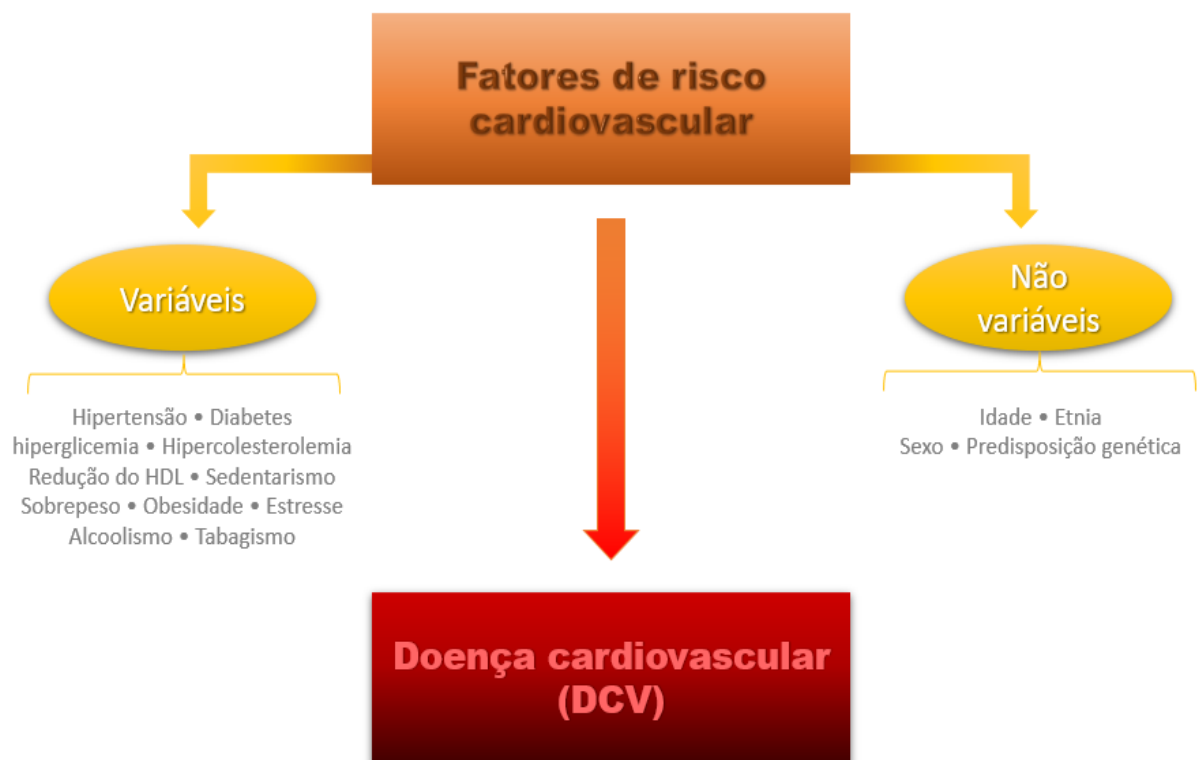 Fatores de risco
cardiovascular
Variáveis
Hipertensão • Diabetes
hiperglicemia • Hipercolesterolemia
Redução do HDL • Sedentarismo
Sobrepeso • Obesidade • Estresse
Alcoolismo • Tabagismo
Não
variáveis
Idade • Etnia
Sexo • Predisposição genética
Doença cardiovascular
(DCV)